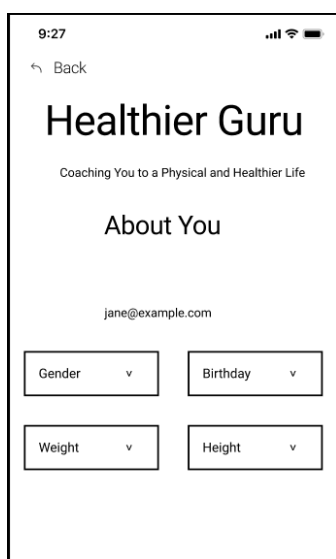 9:27
Back
Healthier Guru
Coaching You to a Physical and Healthier Life
About You
jane@example.com
Gender v Birthday v
Weight v Height v